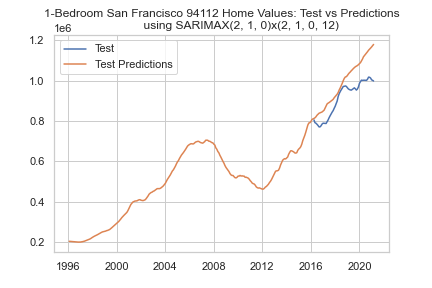 1-Bedroom San Francisco 94112 Home Values: Test vs Predictions
using SARIMAX(2, 1, 0)x(2, 1, 0, 12)
1e6
Test
Test Predictions
1.2
1.0
0.8
0.6
0.4
0.2
1996 2000 2004 2008 2012 2016 2020